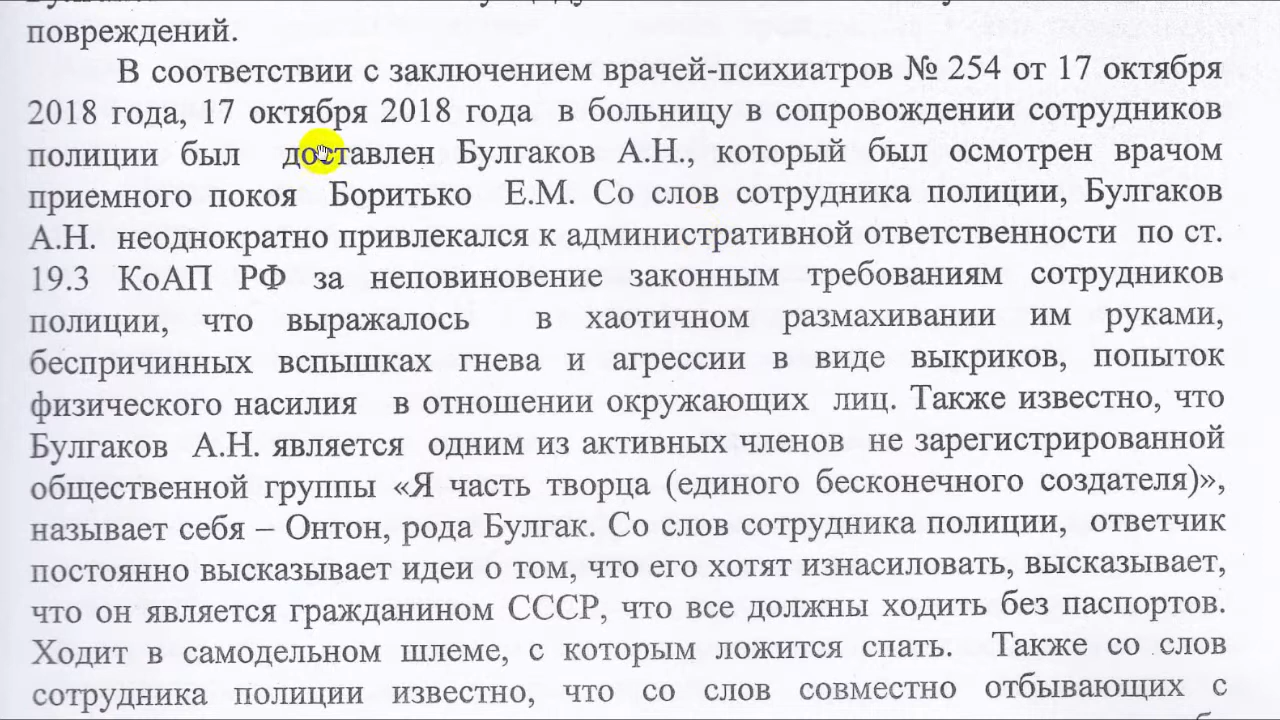 повреждений.
В соответствии с заключением врачей-психиатров № 254 от 17 октября
2018 года, 17 октября 2018 года в больницу в сопровождении сотрудников
полиции был доставлен Булгаков А.Н., который был осмотрен врачом
приемного покоя Боритько Е.М. Со слов сотрудника полиции, Булгаков
А.Н. неоднократно привлекался к административной ответственности по ст.
19.3 КоАП РФ за неповиновение законным требованиям сотрудников
полиции, что выражалось в хаотичном размахивании им руками,
беспричинных вспышках гнева и агрессии в виде выкриков, попыток
физического насилия в отношении окружающих лиц. Также известно, что
Булгаков А.Н. является одним из активных членов не зарегистрированной
общественной группы «Я часть творца (единого бесконечного создателя)»,
называет себя – Онтон, рода Булгак. Со слов сотрудника полиции, ответчик
постоянно высказывает идеи о том, что его хотят изнасиловать, высказывает,
что он является гражданином СССР, что все должны ходить без паспортов.
Ходит в самодельном шлеме, с которым ложится спать. Также со слов
сотрудника полиции известно, что со слов совместно отбывающих с